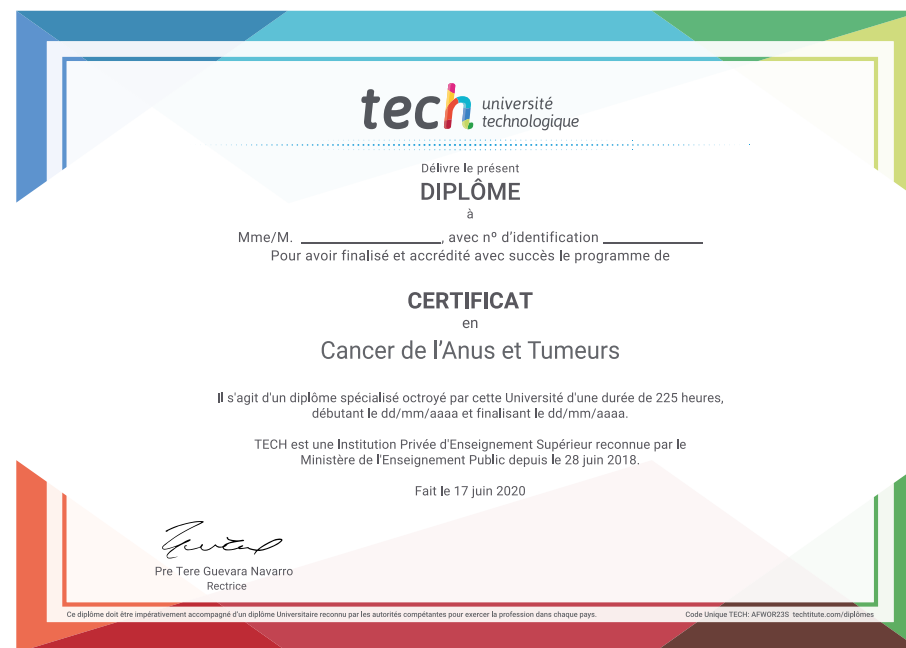 tech université
technologique
Délivre le présent
DIPLÔME
à
Mme/M. ____________________, avec nº d'identification ______________
Pour avoir finalisé et accrédité avec succès le programme de
CERTIFICAT
en
Cancer de l'Anus et Tumeurs
Il s'agit d'un diplôme spécialisé octroyé par cette Université d'une durée de 225 heures,
débutant le dd/mm/aaaa et finalisant le dd/mm/aaaa.
TECH est une Institution Privée d'Enseignement Supérieur reconnue par le
Ministère de l'Enseignement Public depuis le 28 juin 2018.
Fait le 17 juin 2020
Pre Tere Guevara Navarro
Rectrice
Ce diplôme doit être impérativement accompagné d'un diplôme Universitaire reconnu par les autorités compétantes pour exercer la profession dans chaque pays. Code Unique TECH: AFWOR23S techtitute.com/diplômes